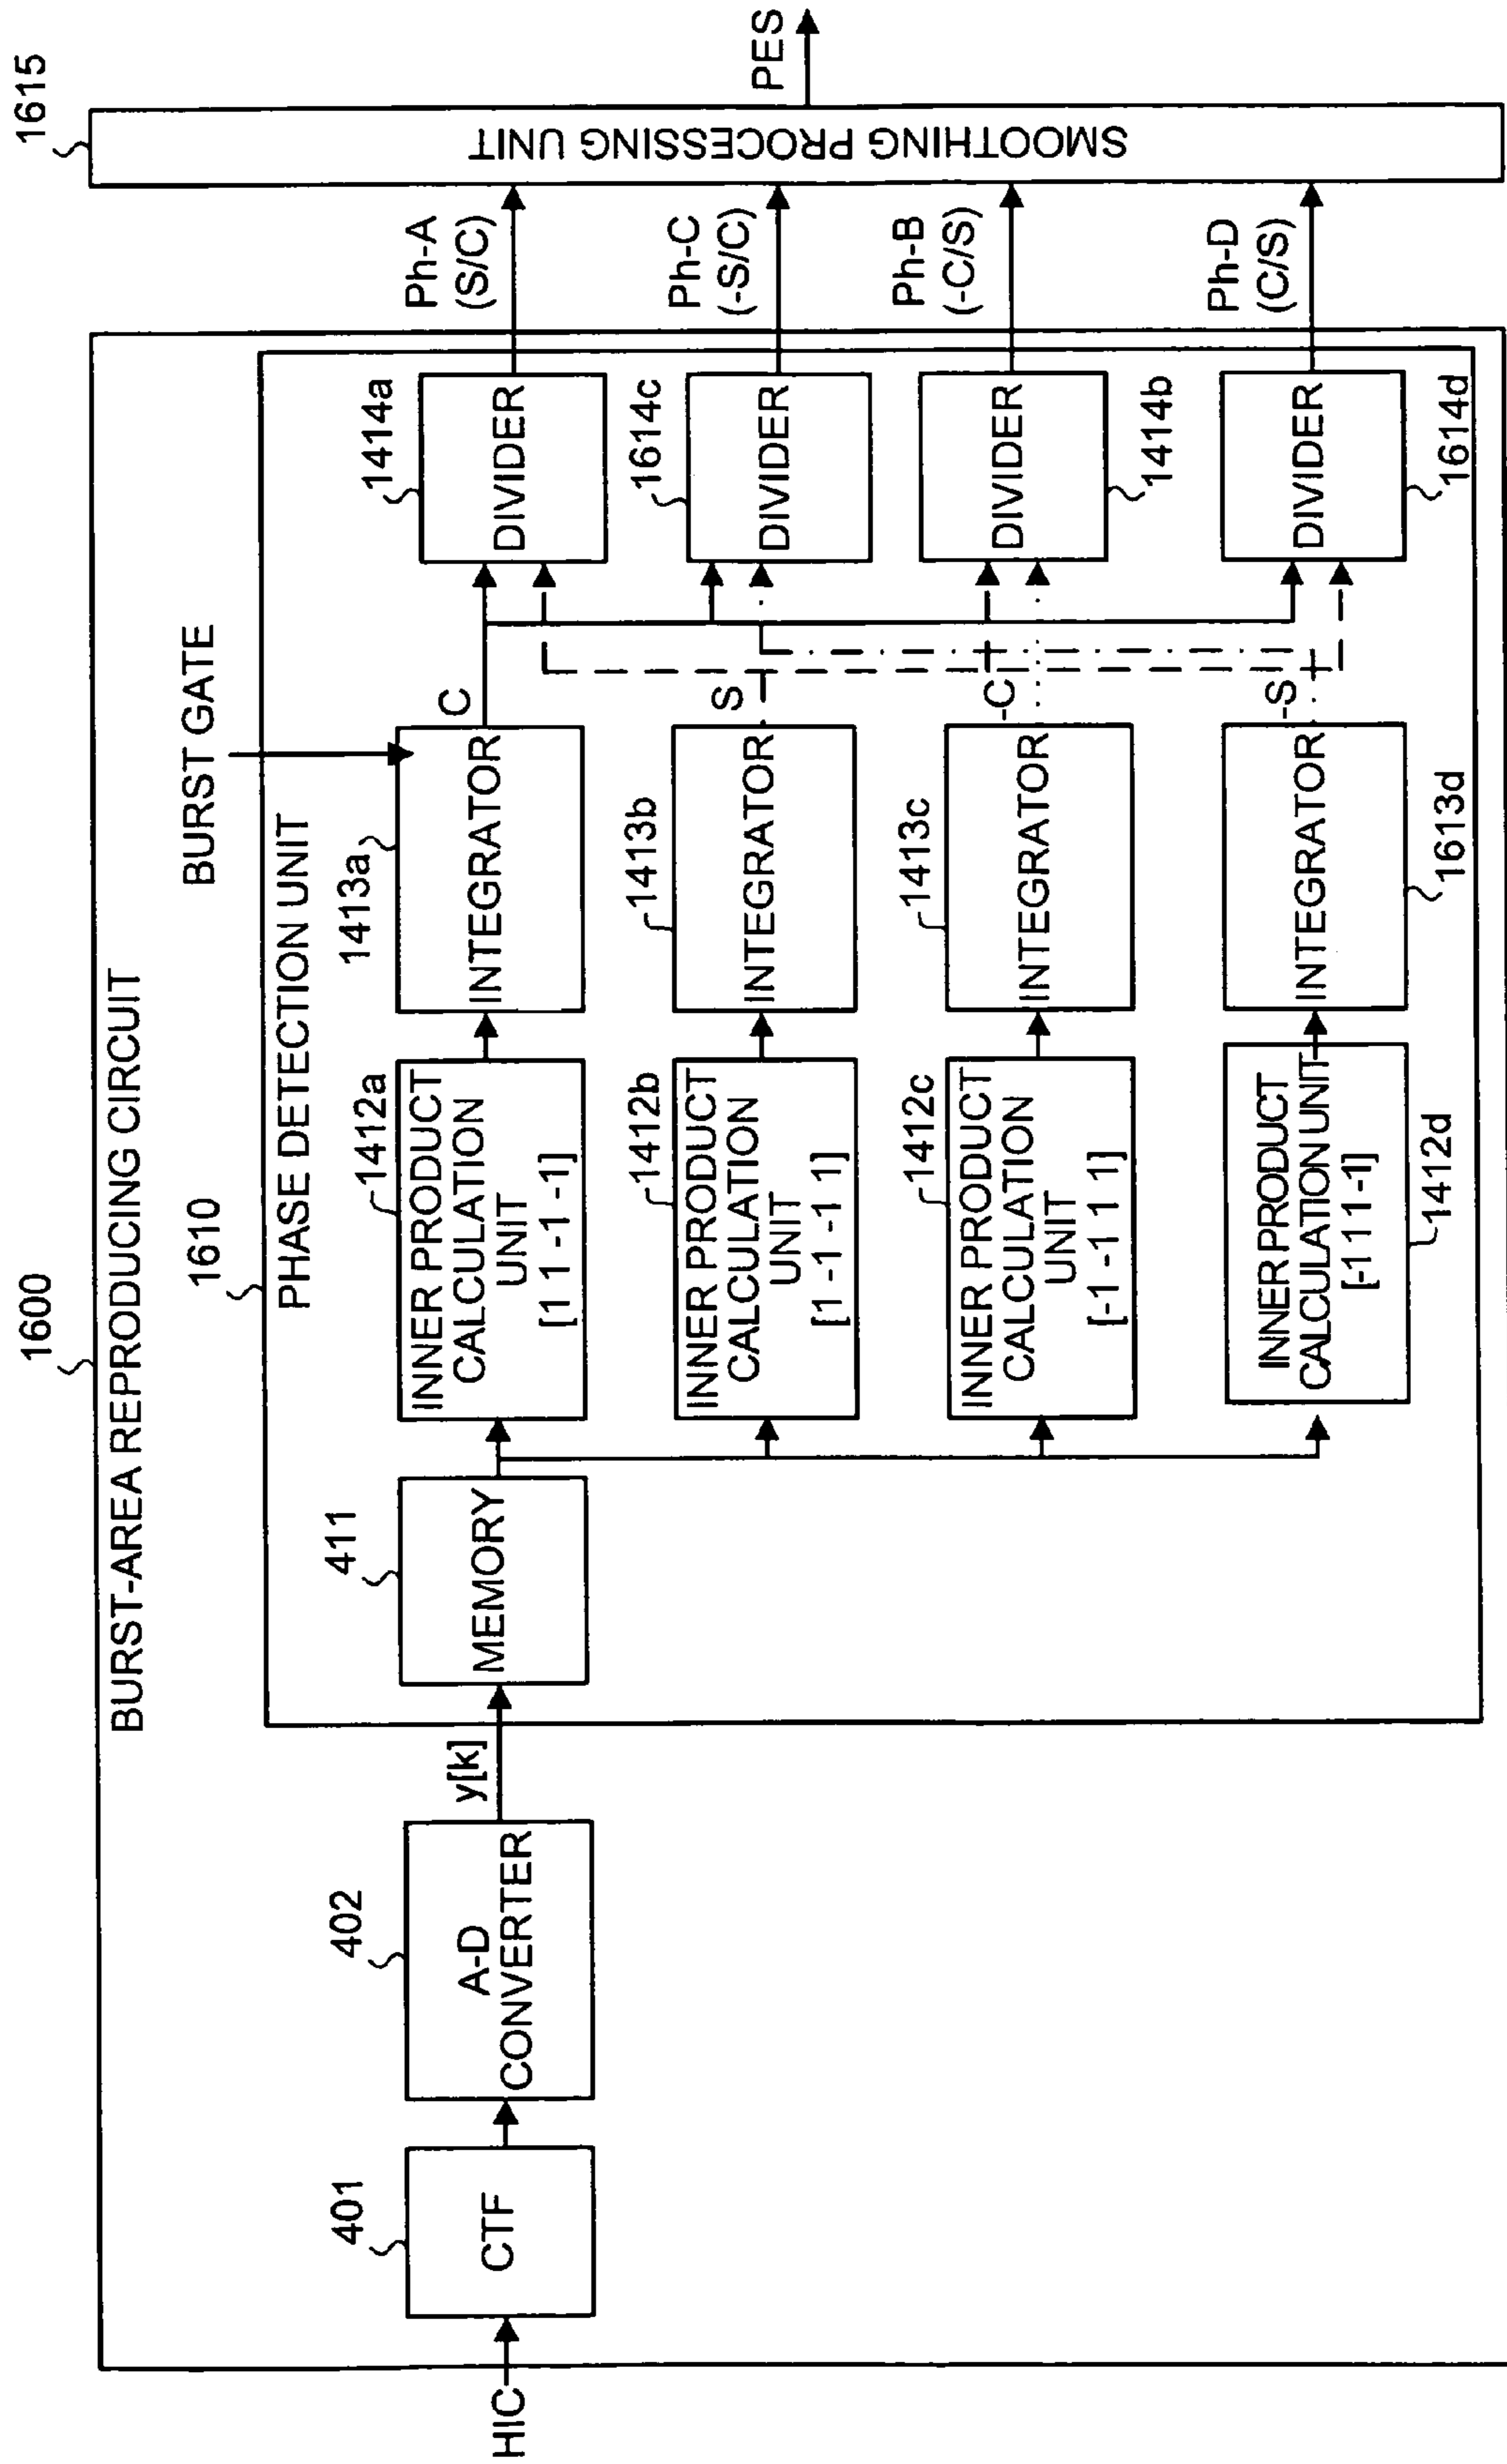 1600
BURST-AREA REPRODUCING CIRCUIT
1610
PHASE DETECTION UNIT
BURST GATE
HIC
401
CTF
402
A-D
CONVERTER
y[k]
411
MEMORY
1412a
INNER PRODUCT
CALCULATION
UNIT
[1 1 -1 -1]
1413a
INTEGRATOR
C
1414a
DIVIDER
Ph-A
(S/C)
1412b
INNER PRODUCT
CALCULATION
UNIT
[1 -1 -1 1]
1413b
INTEGRATOR
S
1614c
DIVIDER
Ph-C
(-S/C)
1412c
INNER PRODUCT
CALCULATION
UNIT
[-1 -1 1 1]
1413c
INTEGRATOR
-C
DIVIDER
1414b
Ph-B
(-C/S)
INNER PRODUCT
CALCULATION UNIT
[-1 1 1 -1]
1412d
INTEGRATOR
1613d
-S
DIVIDER
1614d
Ph-D
(C/S)
1615
SMOOTHING PROCESSING UNIT
PES